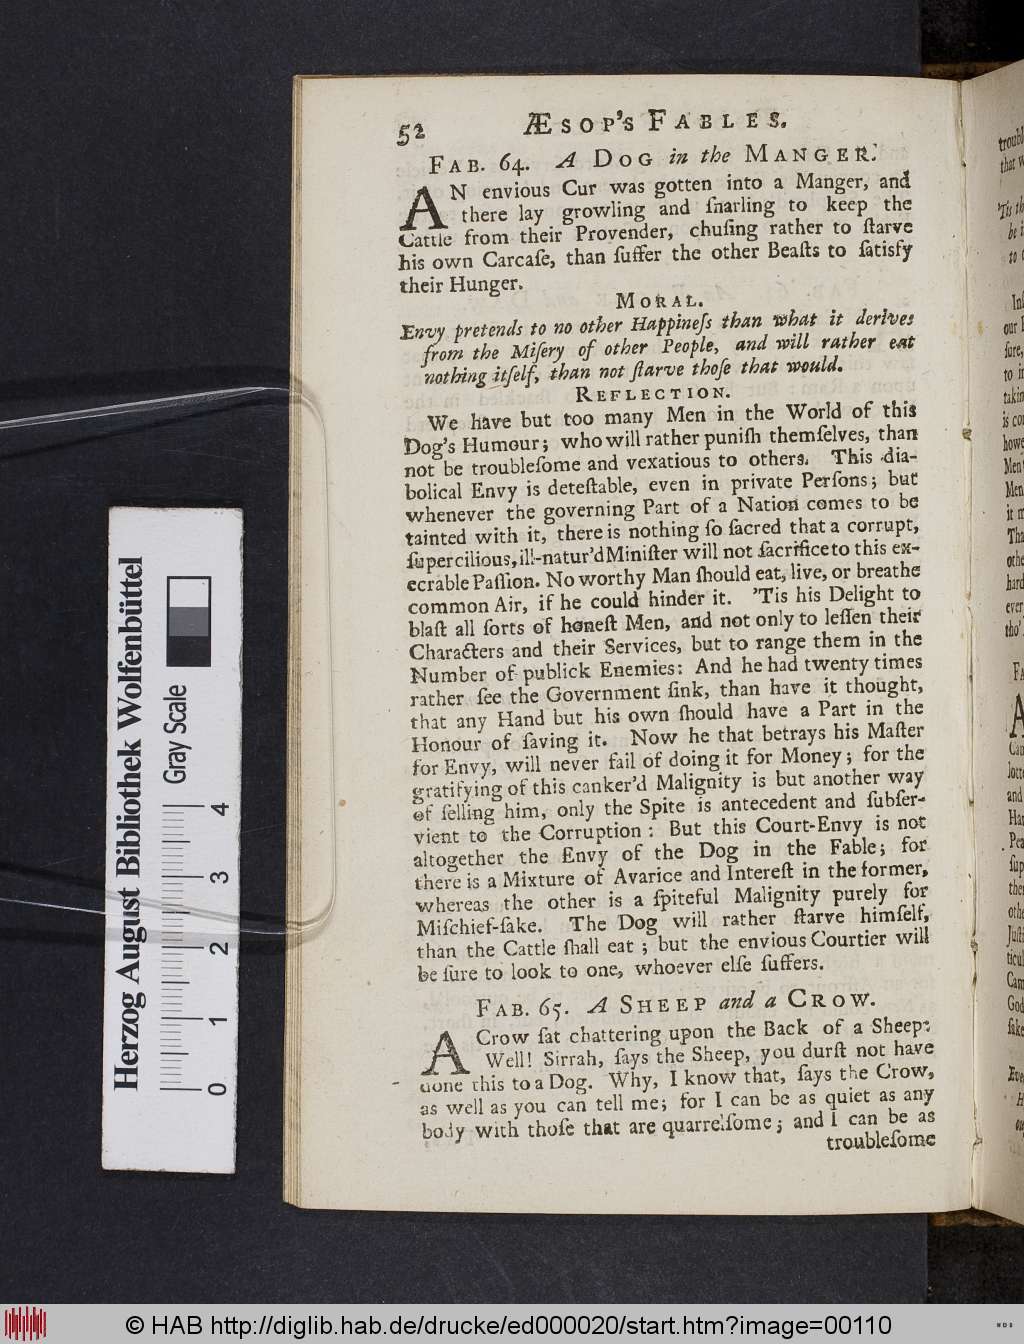 52 ÆSOP'S FABLES.
FAB. 64. A DOG in the MANGER.
AN envious Cur was gotten into a Manger, and
there lay growling and ſnarling to keep the
Cattle from their Provender, chuſing rather to ſtarve
his own Carcaſe, than ſuffer the other Beaſts to ſatisfy
their Hunger.
MORAL.
Envy pretends to no other Happineſs than what it derives
from the Miſery of other People, and will rather eat
nothing itſelf, than not ſtarve thoſe that would.
REFLECTION.
We have but too many Men in the World of this
Dog's Humour; who will rather puniſh themſelves, than
not be troubleſome and vexatious to others. This dia-
bolical Envy is deteſtable, even in private Perſons; but
whenever the governing Part of a Nation comes to be
tainted with it, there is nothing ſo ſacred that a corrupt,
ſupercilious, ill-natur'd Miniſter will not ſacrifice to this ex-
ecrable Paſſion. No worthy Man ſhould eat, live, or breathe
common Air, if he could hinder it. 'Tis his Delight to
blaſt all ſorts of honeſt Men, and not only to leſſen their
Characters and their Services, but to range them in the
Number of publick Enemies: And he had twenty times
rather ſee the Government ſink, than have it thought,
that any Hand but his own ſhould have a Part in the
Honour of ſaving it. Now he that betrays his Maſter
for Envy, will never fail of doing it for Money; for the
gratifying of this canker'd Malignity is but another way
of ſelling him, only the Spite is antecedent and ſubſer-
vient to the Corruption: But this Court-Envy is not
altogether the Envy of the Dog in the Fable; for
there is a Mixture of Avarice and Intereſt in the former,
whereas the other is a ſpiteful Malignity purely for
Miſchief-ſake. The Dog will rather ſtarve himſelf,
than the Cattle ſhall eat; but the envious Courtier will
be ſure to look to one, whoever elſe ſuffers.
FAB. 65. A SHEEP and a CROW.
A Crow ſat chattering upon the Back of a Sheep:
Well! Sirrah, ſays the Sheep, you durſt not have
done this to a Dog. Why, I know that, ſays the Crow,
as well as you can tell me; for I can be as quiet as any
body with thoſe that are quarrelſome; and I can be as
troubleſome
Herzog August Bibliothek Wolfenbüttel
Gray Scale
0 1 2 3 4
© HAB http://diglib.hab.de/drucke/ed000020/start.htm?image=00110